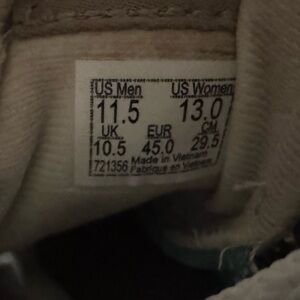 US Men US Women
11.5 13.0
UK EUR CM
10.5 45.0 29.5
721356 Made in Vietnam
Fabriqué en Vietnam